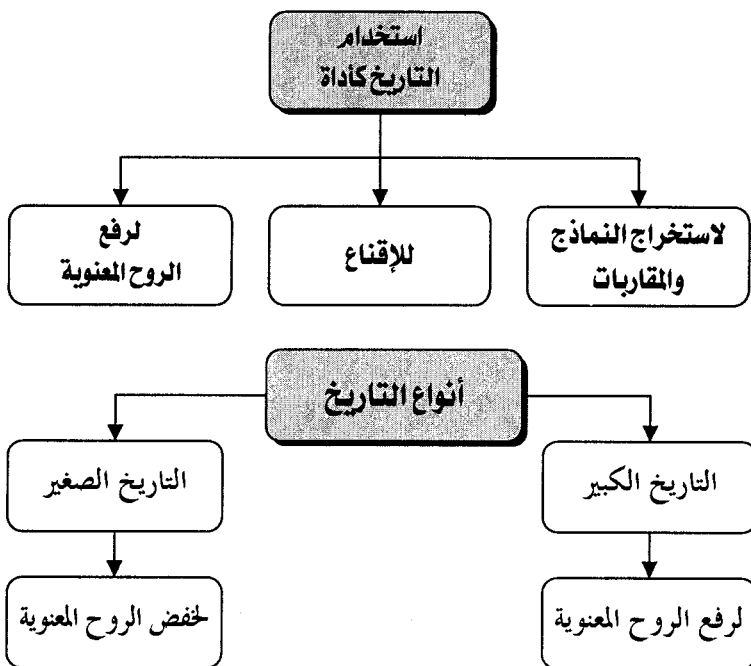 استخدام
التاريخ كأداة
لاستخراج النماذج
والمقاربات
للإقناع
لرفع
الروح المعنوية
أنواع التاريخ
التاريخ الكبير
التاريخ الصغير
لرفع الروح المعنوية
لخفض الروح المعنوية